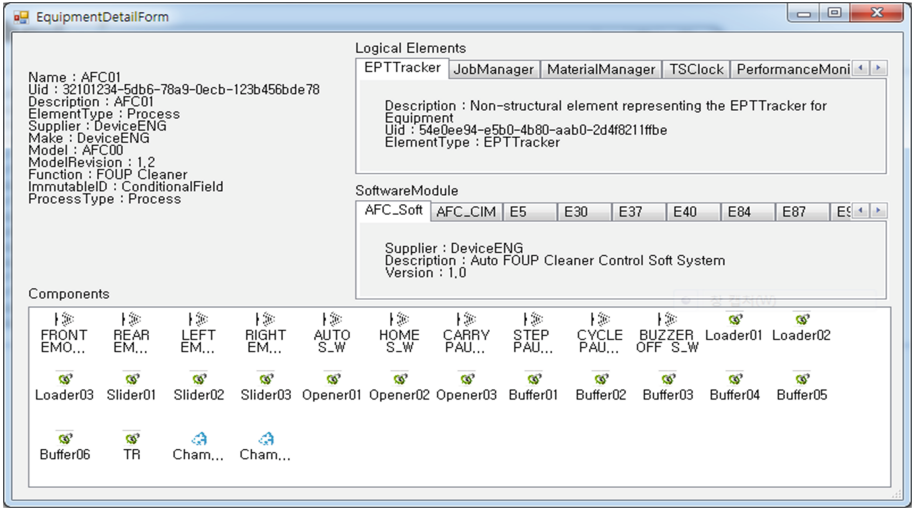 EquipmentDetailForm
Name : AFC01
Uid : 32101234-5db6-78a9-0ecb-123b456bde78
Description : AFC01
ElementType : Process
Supplier : DeviceENG
Make : DeviceENG
Model : AFC00
ModelRevision : 1,2
Function : FOUP Cleaner
ImmutableID : ConditionalField
ProcessType : Process
Logical Elements
EPTTracker JobManager MaterialManager TSClock PerformanceMoni
Description : Non-structural element representing the EPTTracker for
Equipment
Uid : 54e0ee94-e5b0-4b80-aab0-2d4f8211ffbe
ElementType : EPTTracker
SoftwareModule
AFC_Soft AFC_CIM E5 E30 E37 E40 E84 E87
Supplier : DeviceENG
Description : Auto FOUP Cleaner Control Soft System
Version : 1,0
Components
FRONT EMO... REAR EM... LEFT EM... RIGHT EM... AUTO S_W HOME S_W CARRY PAU... STEP PAU... CYCLE PAU... BUZZER OFF S_W Loader01 Loader02
Loader03 Slider01 Slider02 Slider03 Opener01 Opener02 Opener03 Buffer01 Buffer02 Buffer03 Buffer04 Buffer05
Buffer06 TR Cham... Cham...